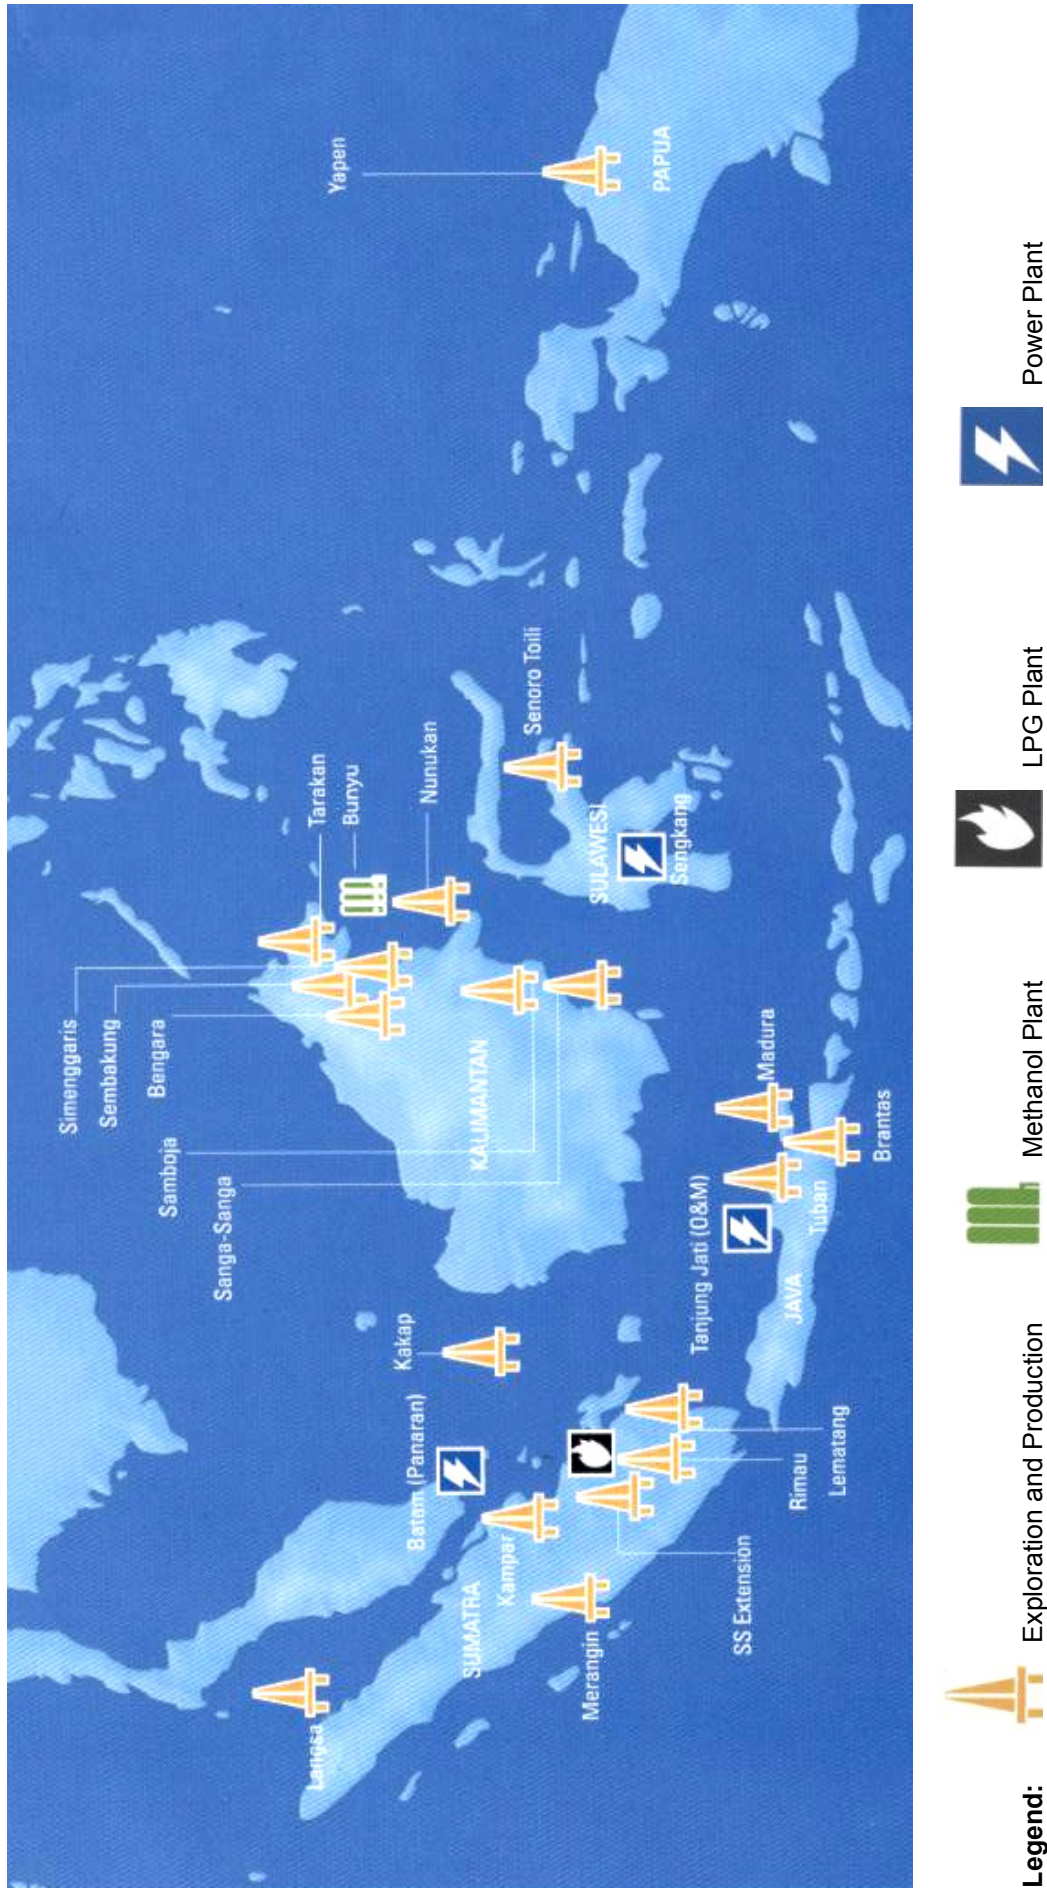 Langsa
SUMATRA
Kampar
Merangin
Batam (Panaran)
Kakap
SS Extension
Rimau
Lematang
Simenggaris
Sembakung
Bengara
Samboja
Sanga-Sanga
KALIMANTAN
Tarakan
Bunyu
Nunukan
Senoro Toili
SULAWESI
Sengkang
Tanjung Jati (O&M)
JAVA
Tuban
Madura
Brantas
Yapen
PAPUA
Legend:
Exploration and Production
Methanol Plant
LPG Plant
Power Plant